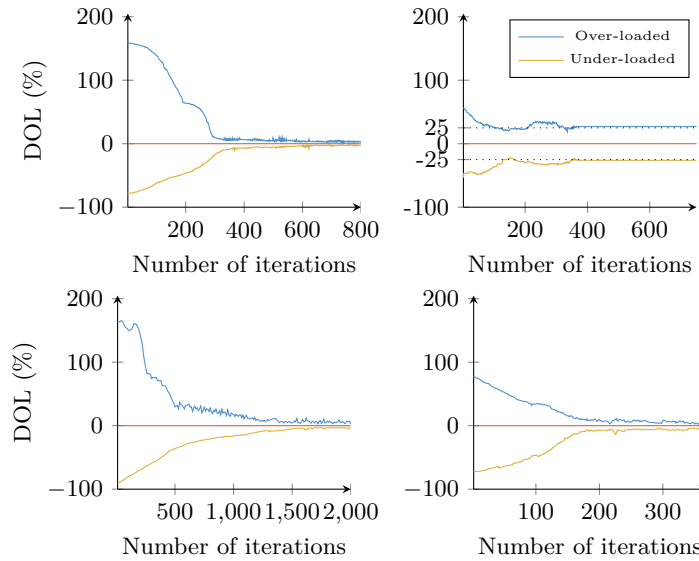 200
100
0
−100
DOL (%)
200 400 600 800
Number of iterations
200
100
25
0
-25
-100
200 400 600
Number of iterations
Over-loaded
Under-loaded
200
100
0
−100
DOL (%)
500 1,000 1,500 2,000
Number of iterations
200
100
0
−100
100 200 300
Number of iterations